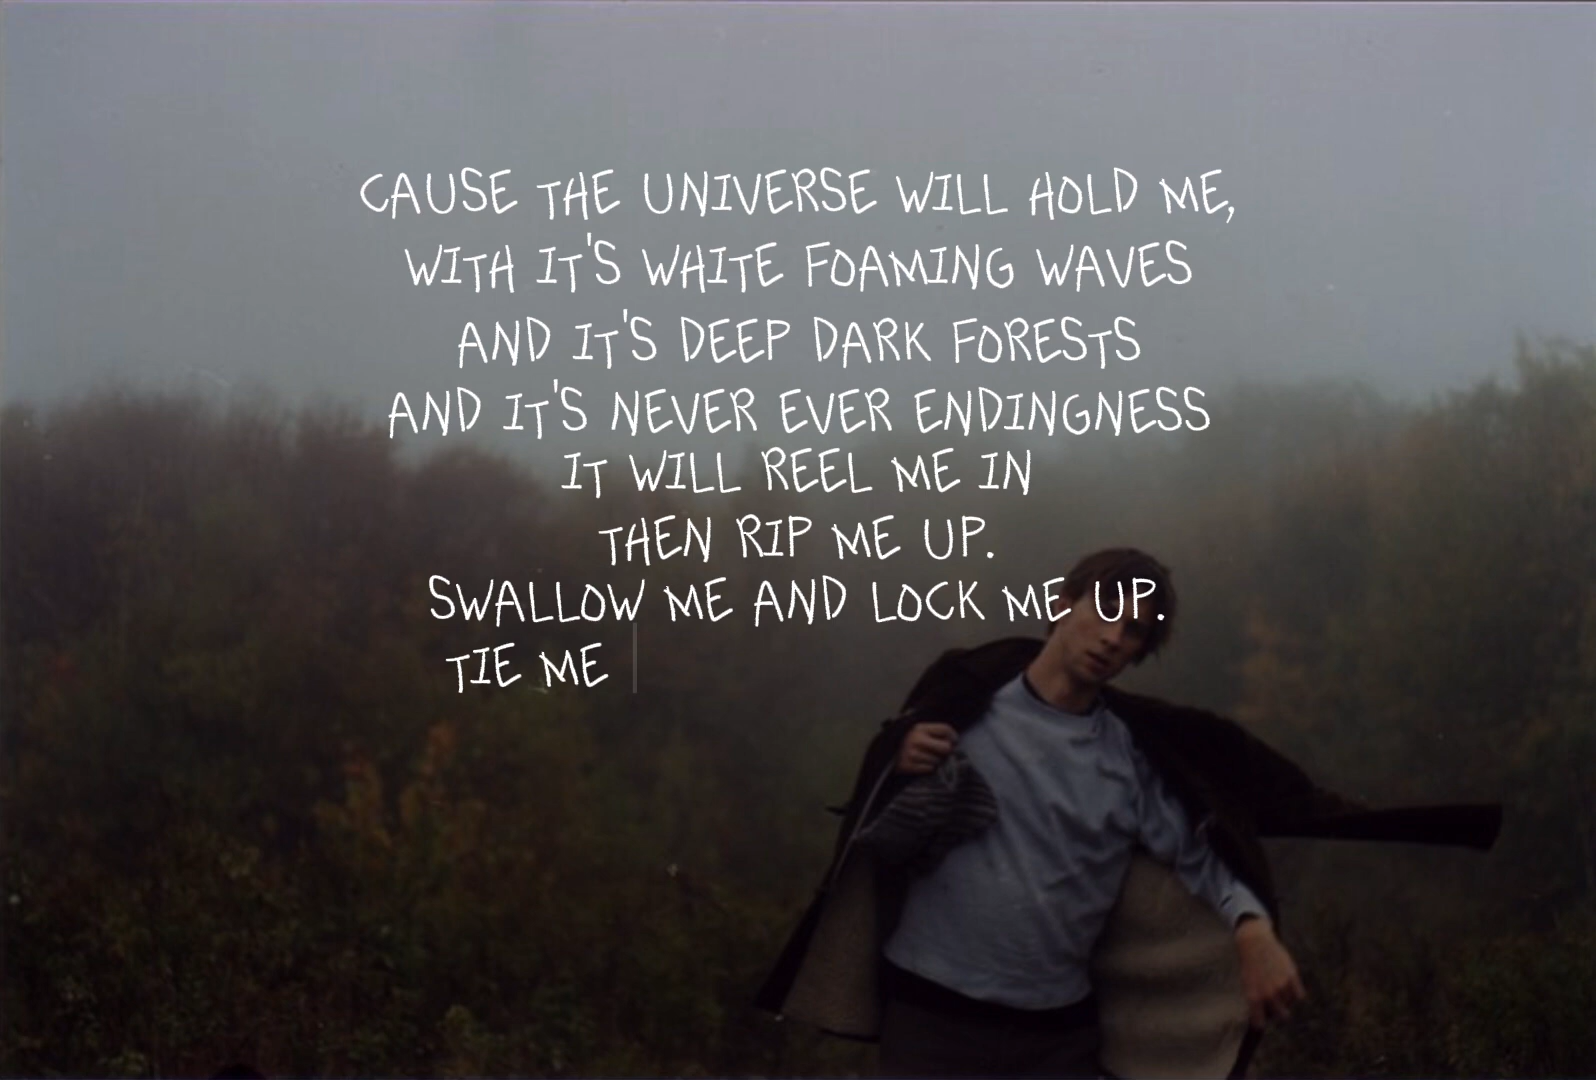 CAUSE THE UNIVERSE WILL HOLD ME,
WITH IT'S WHITE FOAMING WAVES
AND IT'S DEEP DARK FORESTS
AND IT'S NEVER EVER ENDINGNESS
IT WILL REEL ME IN
THEN RIP ME UP.
SWALLOW ME AND LOCK ME UP.
TIE ME